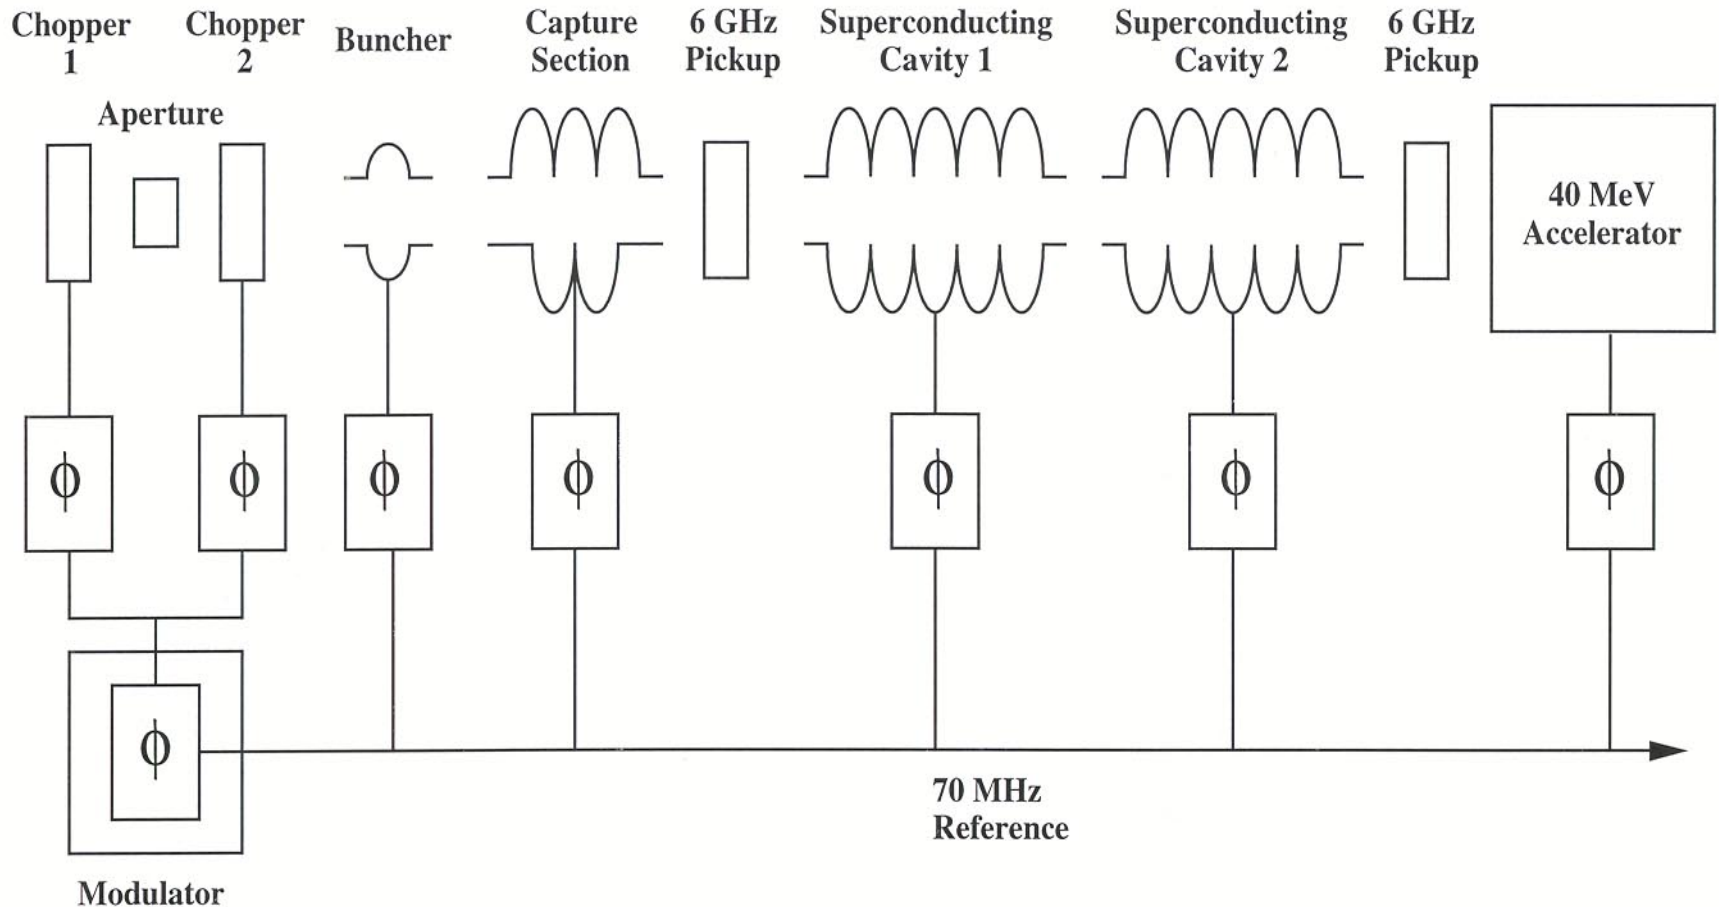 Chopper
1
Chopper
2
Buncher
Capture
Section
6 GHz
Pickup
Superconducting
Cavity 1
Superconducting
Cavity 2
6 GHz
Pickup
Aperture
40 MeV
Accelerator
ϕ
ϕ
ϕ
ϕ
ϕ
ϕ
ϕ
ϕ
70 MHz
Reference
Modulator